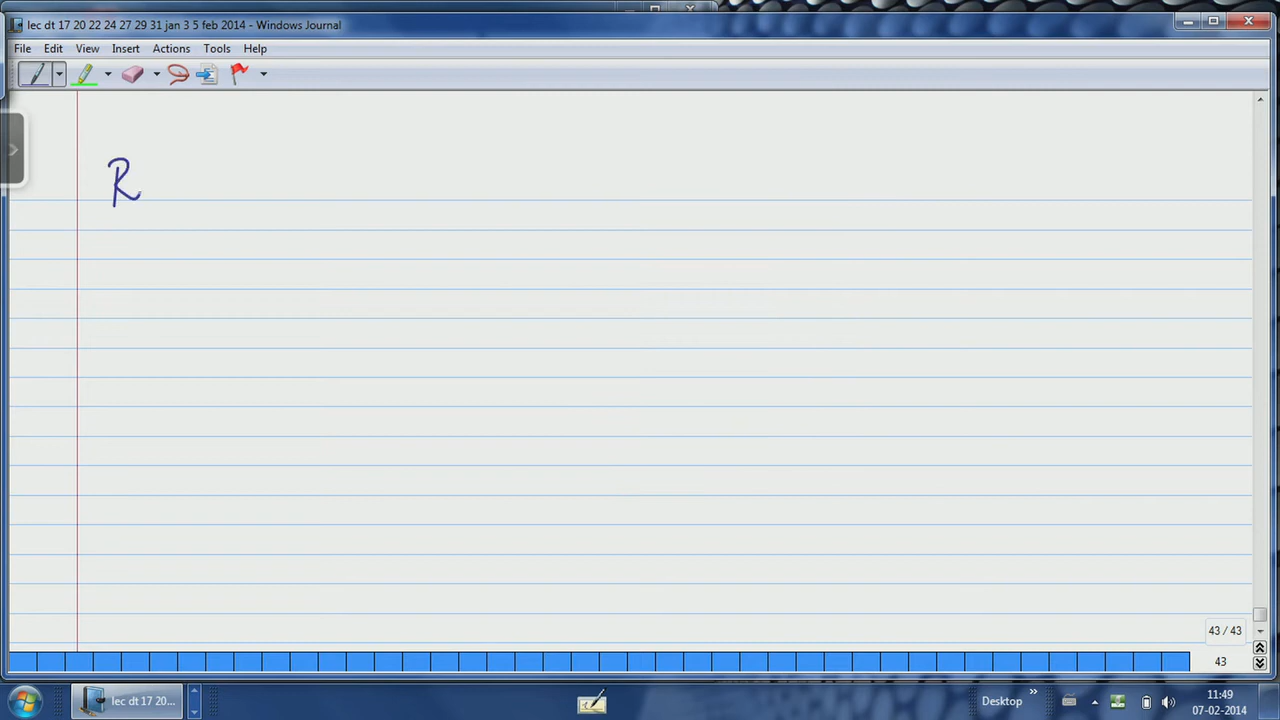 lec dt 17 20 22 24 27 29 31 jan 3 5 feb 2014 - Windows Journal
File Edit View Insert Actions Tools Help
R
43 / 43
43
lec dt 17 20...
Desktop
11:49
07-02-2014